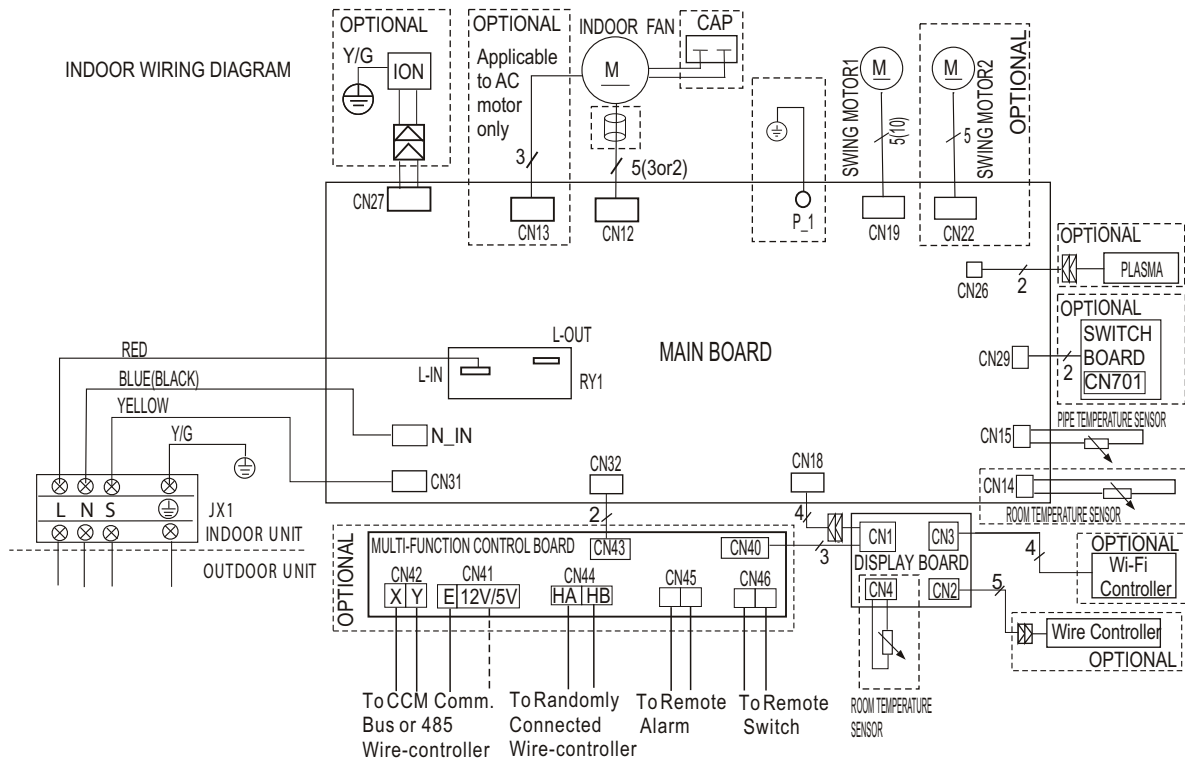 INDOOR WIRING DIAGRAM
OPTIONAL
Y/G
ION
CN27
OPTIONAL
Applicable
to AC
motor
only
3
CN13
INDOOR FAN
M
CAP
5(3or2)
CN12
P_1
SWING MOTOR1
M
5(10)
CN19
SWING MOTOR2
M
5
CN22
OPTIONAL
OPTIONAL
PLASMA
2
CN26
OPTIONAL
SWITCH
BOARD
CN701
2
CN29
PIPE TEMPERATURE SENSOR
CN15
CN14
ROOM TEMPERATURE SENSOR
MAIN BOARD
L-OUT
L-IN
RY1
RED
BLUE(BLACK)
YELLOW
Y/G
N_IN
CN31
L N S
JX1
INDOOR UNIT
OUTDOOR UNIT
CN32
2
CN18
4
OPTIONAL
MULTI-FUNCTION CONTROL BOARD
CN43
CN40
3
CN42
X Y
CN41
E 12V/5V
CN44
HA HB
CN45
CN46
To CCM Comm.
Bus or 485
Wire-controller
To Randomly
Connected
Wire-controller
To Remote
Alarm
To Remote
Switch
CN1
CN3
DISPLAY BOARD
CN4
CN2
ROOM TEMPERATURE
SENSOR
4
OPTIONAL
Wi-Fi
Controller
5
Wire Controller
OPTIONAL